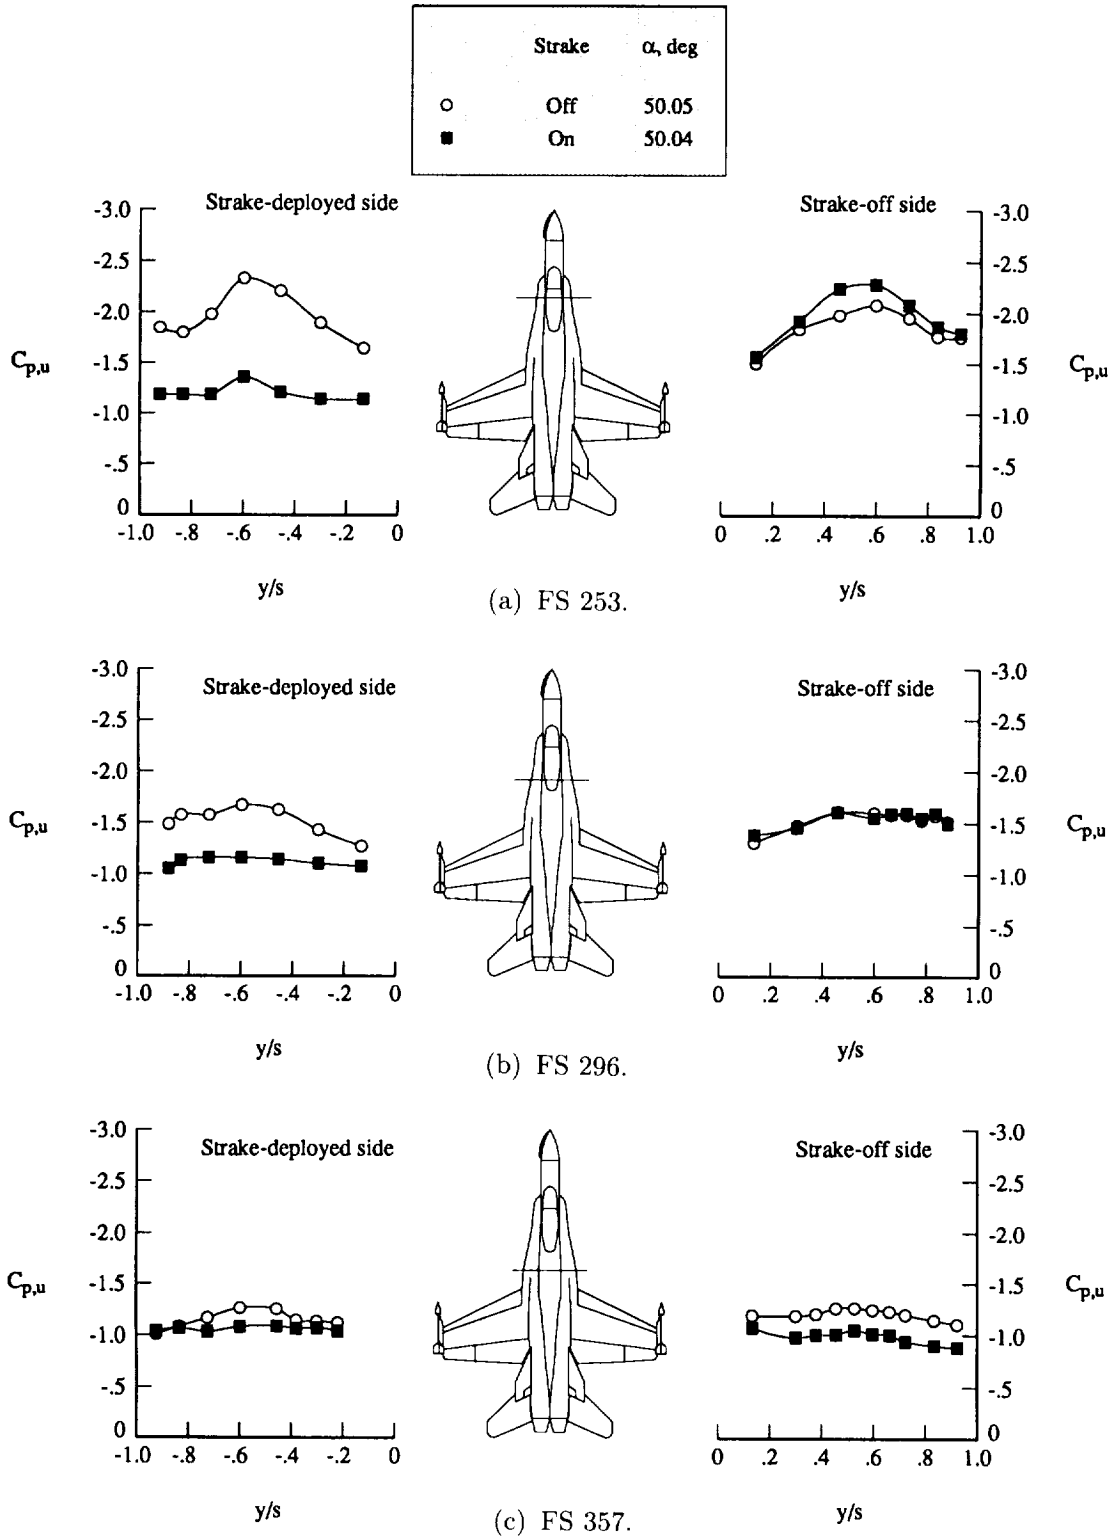 Strake α, deg
Off 50.05
On 50.04
Strake-deployed side
Strake-off side
-3.0
-2.5
-2.0
-1.5
-1.0
-.5
0
Cp,u
-1.0 -.8 -.6 -.4 -.2 0
y/s
-3.0
-2.5
-2.0
-1.5
-1.0
-.5
0
Cp,u
0 .2 .4 .6 .8 1.0
y/s
(a) FS 253.
Strake-deployed side
Strake-off side
-3.0
-2.5
-2.0
-1.5
-1.0
-.5
0
Cp,u
-1.0 -.8 -.6 -.4 -.2 0
y/s
-3.0
-2.5
-2.0
-1.5
-1.0
-.5
0
Cp,u
0 .2 .4 .6 .8 1.0
y/s
(b) FS 296.
Strake-deployed side
Strake-off side
-3.0
-2.5
-2.0
-1.5
-1.0
-.5
0
Cp,u
-1.0 -.8 -.6 -.4 -.2 0
y/s
-3.0
-2.5
-2.0
-1.5
-1.0
-.5
0
Cp,u
0 .2 .4 .6 .8 1.0
y/s
(c) FS 357.